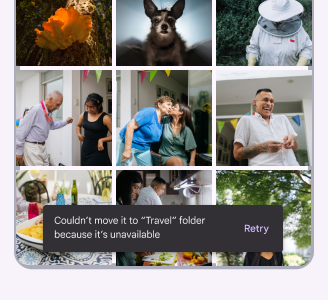 Couldn't move it to “Travel” folder
because it's unavailable
Retry